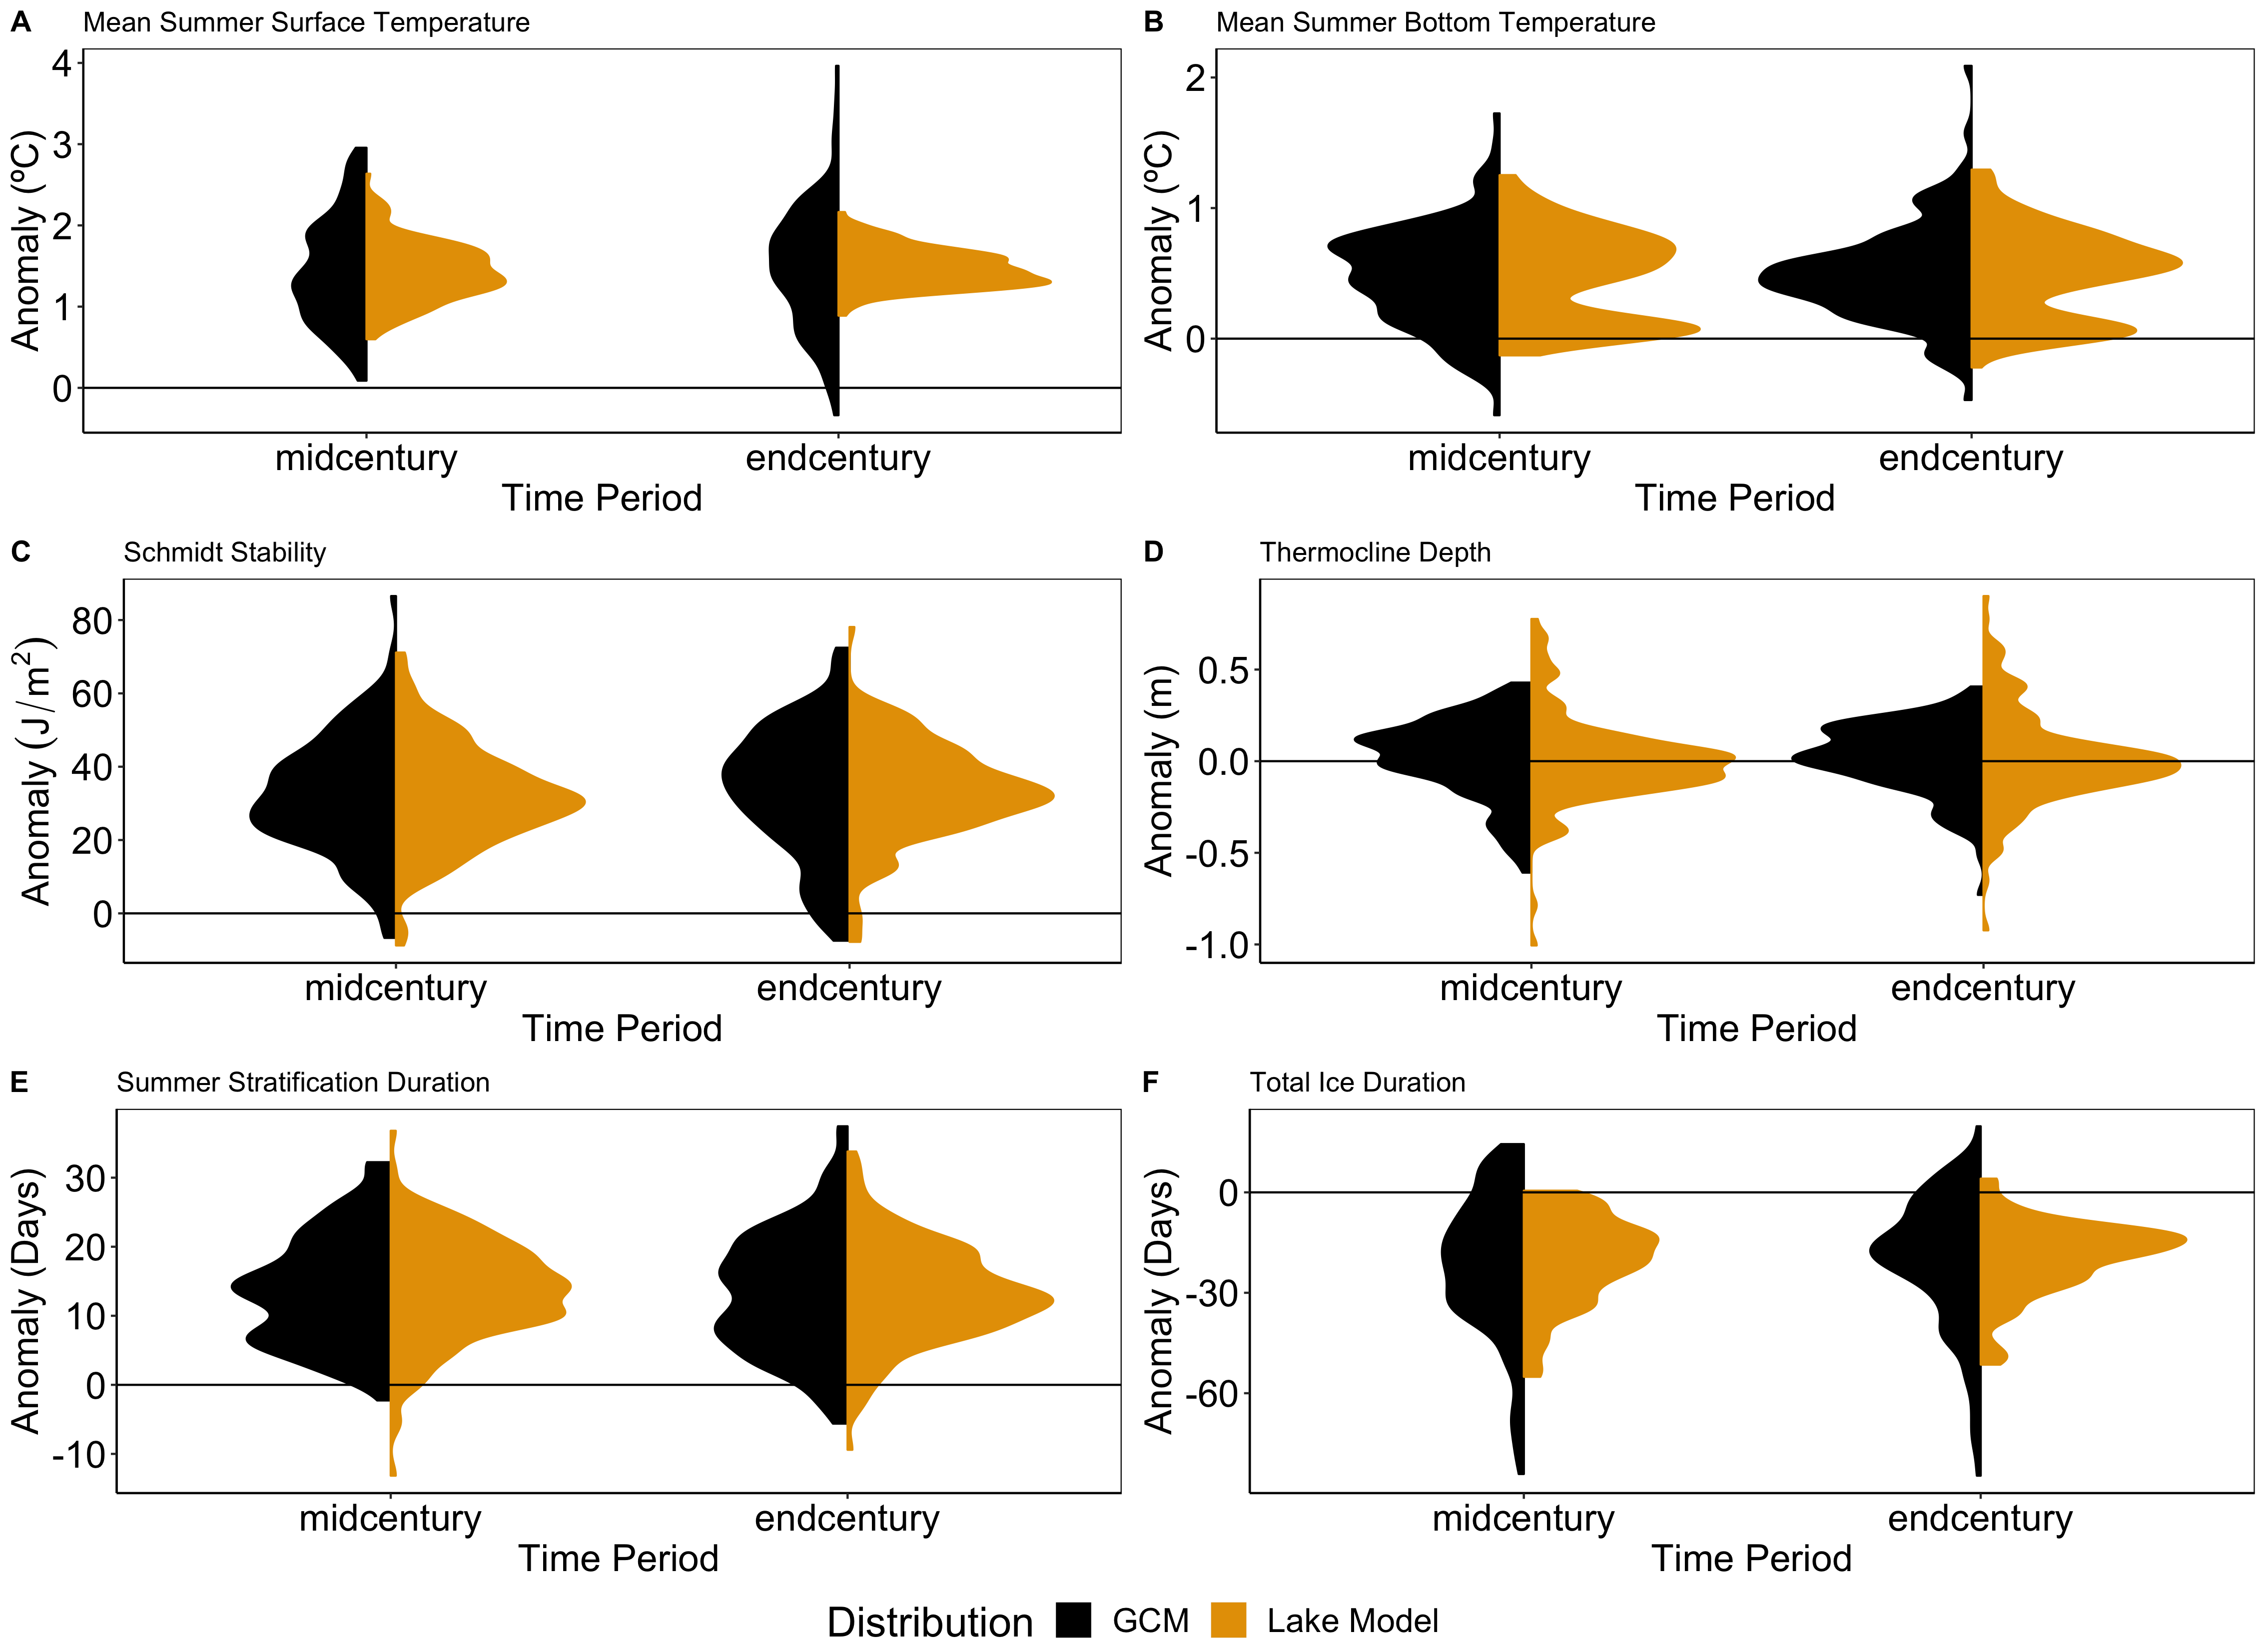 A Mean Summer Surface Temperature
Anomaly (ºC)
4
3
2
1
0
midcentury endcentury
Time Period
B Mean Summer Bottom Temperature
Anomaly (ºC)
2
1
0
midcentury endcentury
Time Period
C Schmidt Stability
Anomaly (J/m²)
80
60
40
20
0
midcentury endcentury
Time Period
D Thermocline Depth
Anomaly (m)
0.5
0.0
-0.5
-1.0
midcentury endcentury
Time Period
E Summer Stratification Duration
Anomaly (Days)
30
20
10
0
-10
midcentury endcentury
Time Period
F Total Ice Duration
Anomaly (Days)
0
-30
-60
midcentury endcentury
Time Period
Distribution GCM Lake Model